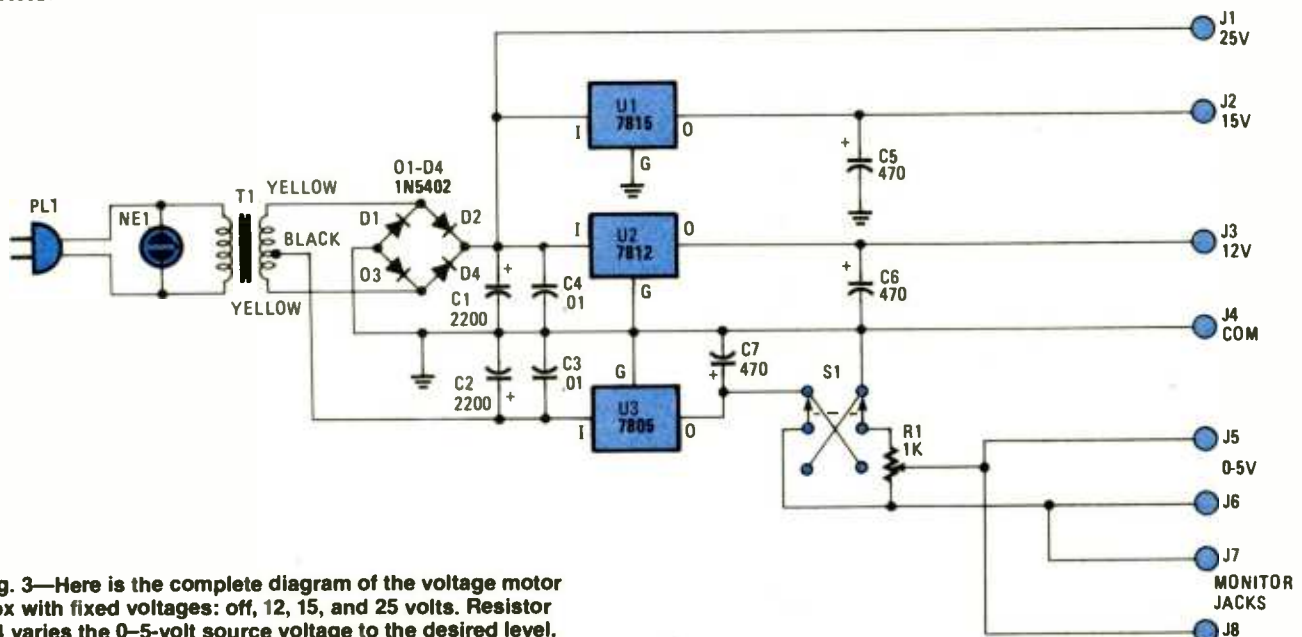 J1
25V
U1
7815
I
O
G
J2
15V
C5
470
+
PL1
NE1
T1
YELLOW
BLACK
YELLOW
O1-D4
1N5402
D1
D2
O3
D4
I
U2
7812
O
G
J3
12V
+
C6
470
+
C1
2200
C4
.01
J4
COM
C2
2200
+
C3
.01
G
U3
7805
I
O
C7
470
+
S1
R1
1K
J5
0-5V
J6
J7
MONITOR
JACKS
J8
g. 3—Here is the complete diagram of the voltage motor
ox with fixed voltages: off, 12, 15, and 25 volts. Resistor
4 varies the 0–5-volt source voltage to the desired level.